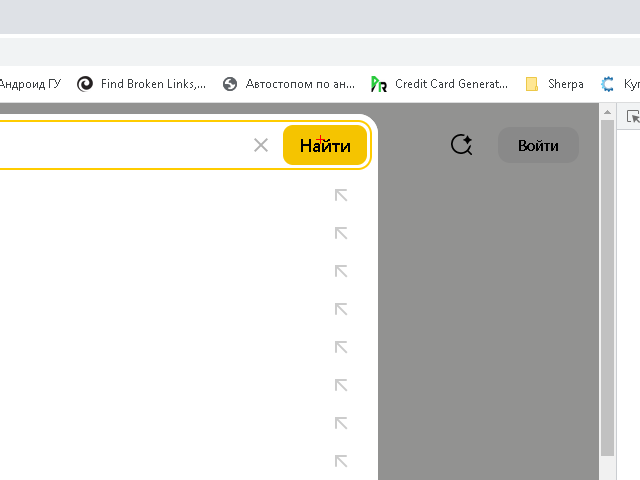 Андроид ГУ Find Broken Links,... Автостопом по ан... Credit Card Generat... Sherpa Куп
Найти Войти